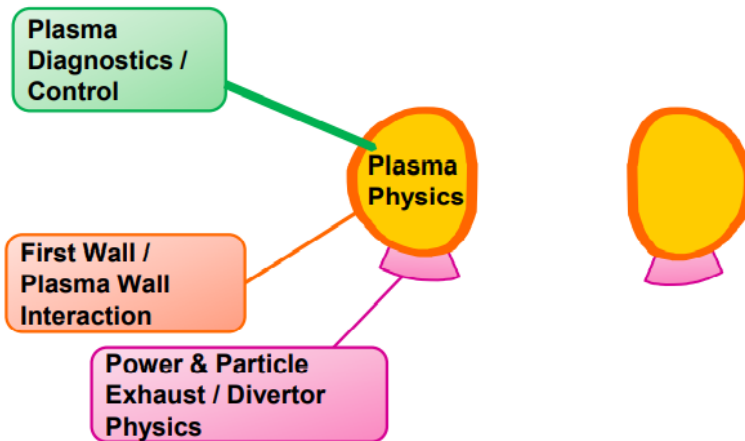 Plasma
Diagnostics /
Control
Plasma
Physics
First Wall /
Plasma Wall
Interaction
Power & Particle
Exhaust / Divertor
Physics